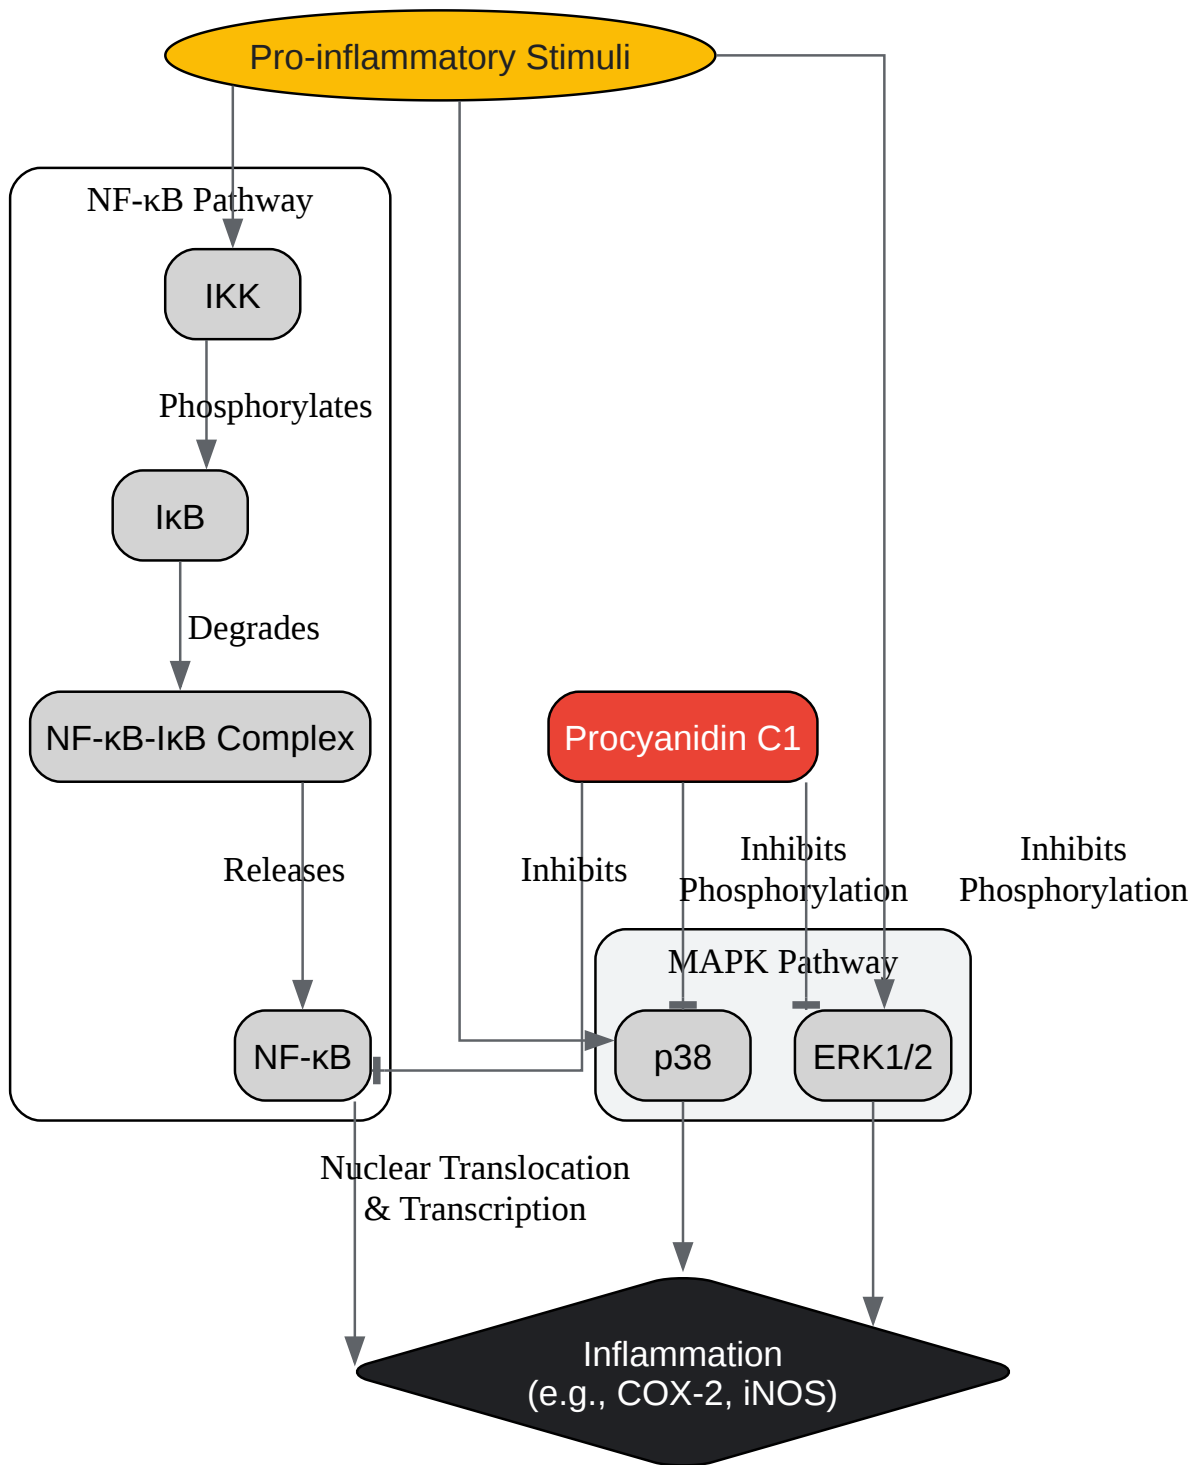 Pro-inflammatory Stimuli
NF-κB Pathway
IKK
Phosphorylates
IκB
Degrades
NF-κB-IκB Complex
Procyanidin C1
Releases
Inhibits
Inhibits
Phosphorylation
Inhibits
Phosphorylation
MAPK Pathway
NF-κB
p38
ERK1/2
Nuclear Translocation
& Transcription
Inflammation
(e.g., COX-2, iNOS)